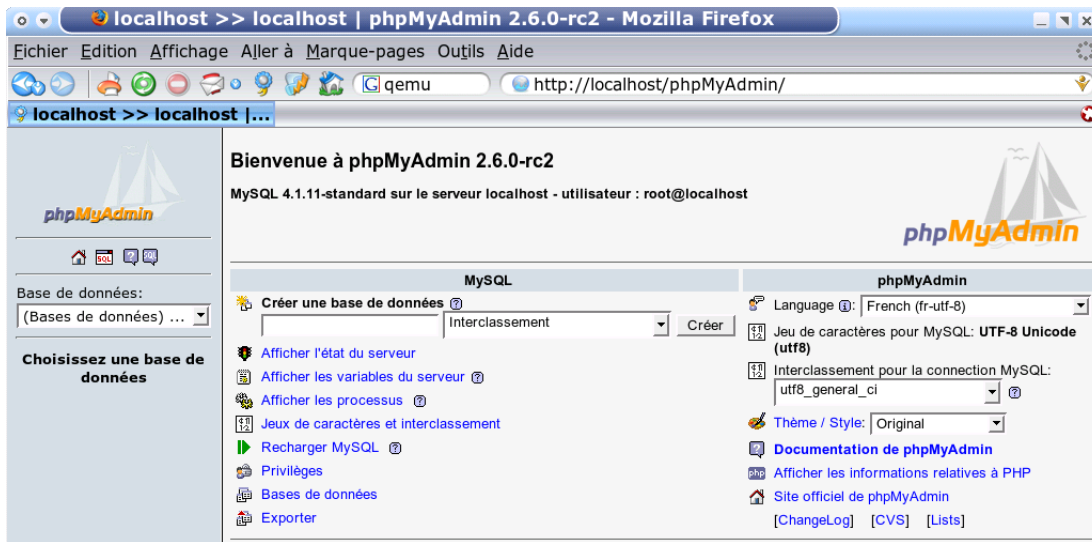 localhost >> localhost | phpMyAdmin 2.6.0-rc2 - Mozilla Firefox
Fichier Edition Affichage Aller à Marque-pages Outils Aide
G qemu http://localhost/phpMyAdmin/
localhost >> localhost |...
phpMyAdmin
SQL ? SQL
Base de données:
(Bases de données) ...
Choisissez une base de
données
Bienvenue à phpMyAdmin 2.6.0-rc2
MySQL 4.1.11-standard sur le serveur localhost - utilisateur : root@localhost
phpMyAdmin
MySQL
Créer une base de données ?
Interclassement Créer
Afficher l'état du serveur
Afficher les variables du serveur ?
Afficher les processus ?
Jeux de caractères et interclassement
Recharger MySQL ?
Privilèges
Bases de données
Exporter
phpMyAdmin
Language i: French (fr-utf-8)
Jeu de caractères pour MySQL: UTF-8 Unicode
(utf8)
Interclassement pour la connection MySQL:
utf8_general_ci ?
Thème / Style: Original
Documentation de phpMyAdmin
php Afficher les informations relatives à PHP
Site officiel de phpMyAdmin
[ChangeLog] [CVS] [Lists]